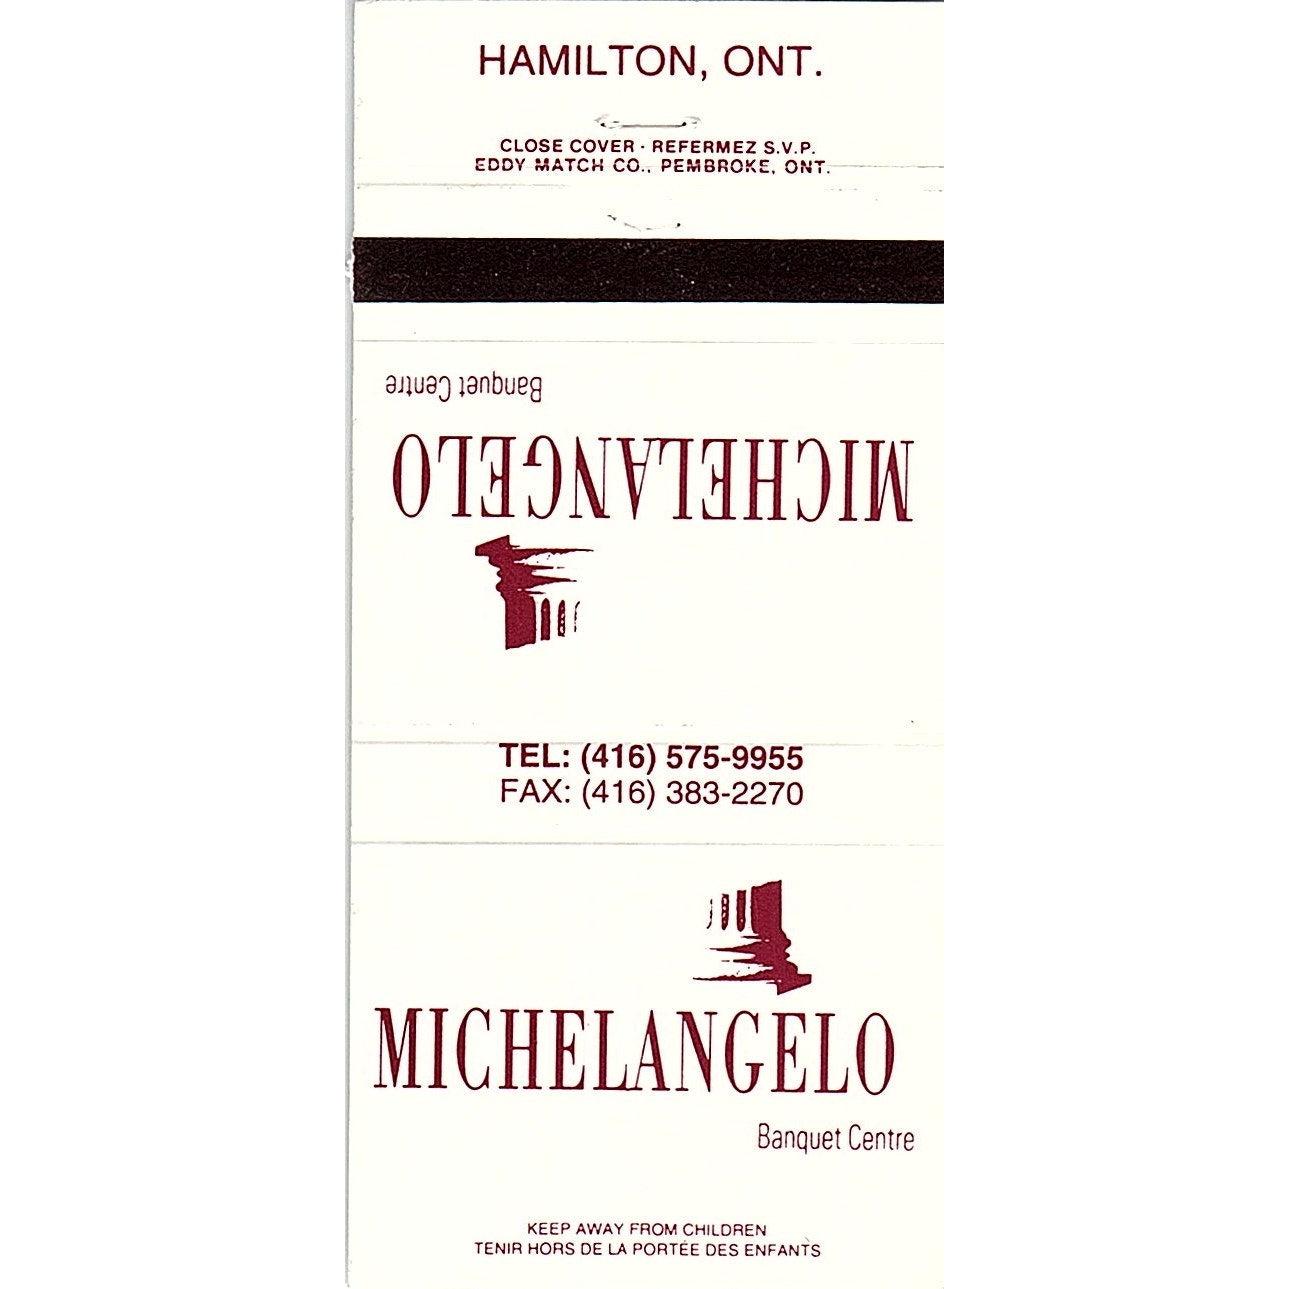 HAMILTON, ONT.
CLOSE COVER · REFERMEZ S.V.P.
EDDY MATCH CO., PEMBROKE, ONT.
MICHELANGELO
Banquet Centre
TEL: (416) 575-9955
FAX: (416) 383-2270
MICHELANGELO
Banquet Centre
KEEP AWAY FROM CHILDREN
TENIR HORS DE LA PORTÉE DES ENFANTS